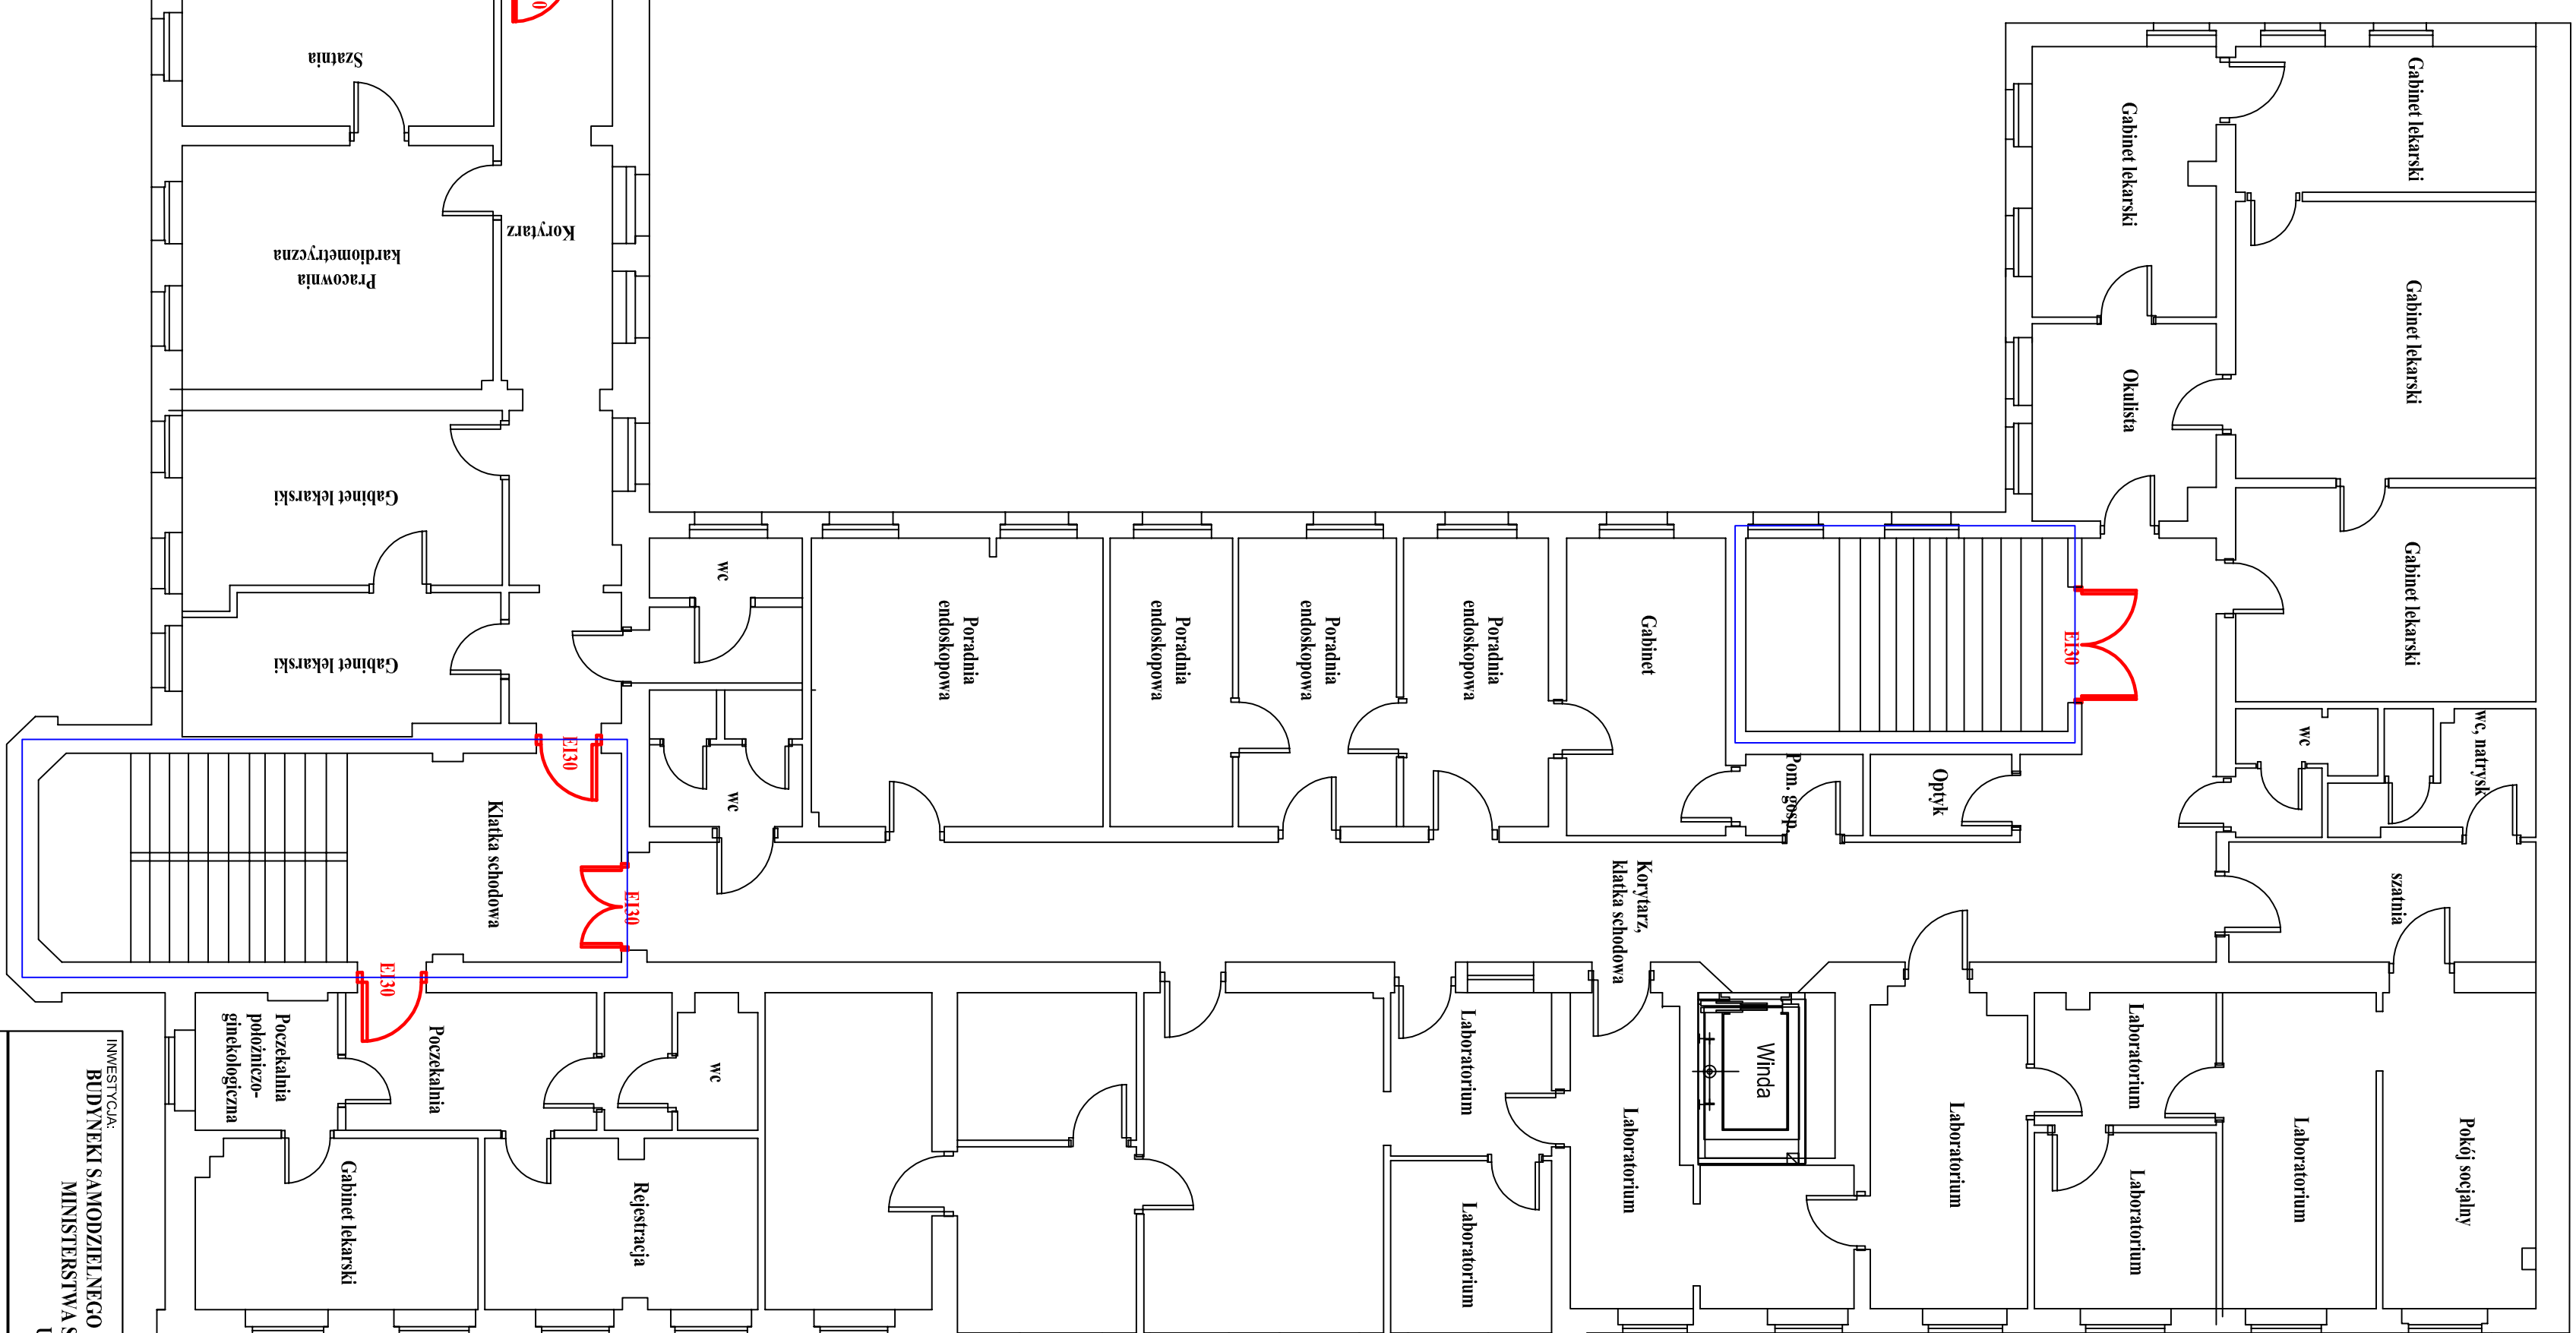 Szatnia
Korytarz
Pracownia
kardiometryczna
Gabinet lekarski
Gabinet lekarski
Gabinet lekarski
Gabinet lekarski
Gabinet lekarski
Okulista
Gabinet lekarski
wc
Poradnia
endoskopowa
Poradnia
endoskopowa
Poradnia
endoskopowa
Poradnia
endoskopowa
Gabinet
EI30
wc
wc, natrysk
EI30
wc
Pom. gosp.
Optyk
Klatka schodowa
EI30
Korytarz,
klatka schodowa
szatnia
EI30
Poczekalnia
położniczo-
ginekologiczna
Poczekalnia
wc
Laboratorium
Winda
Laboratorium
Laboratorium
Laboratorium
Laboratorium
Pokój socjalny
Gabinet lekarski
Rejestracja
Laboratorium
Laboratorium
INWESTYCJA:
BUDYNEKI SAMODZIELNEGO
MINISTERSTWA S